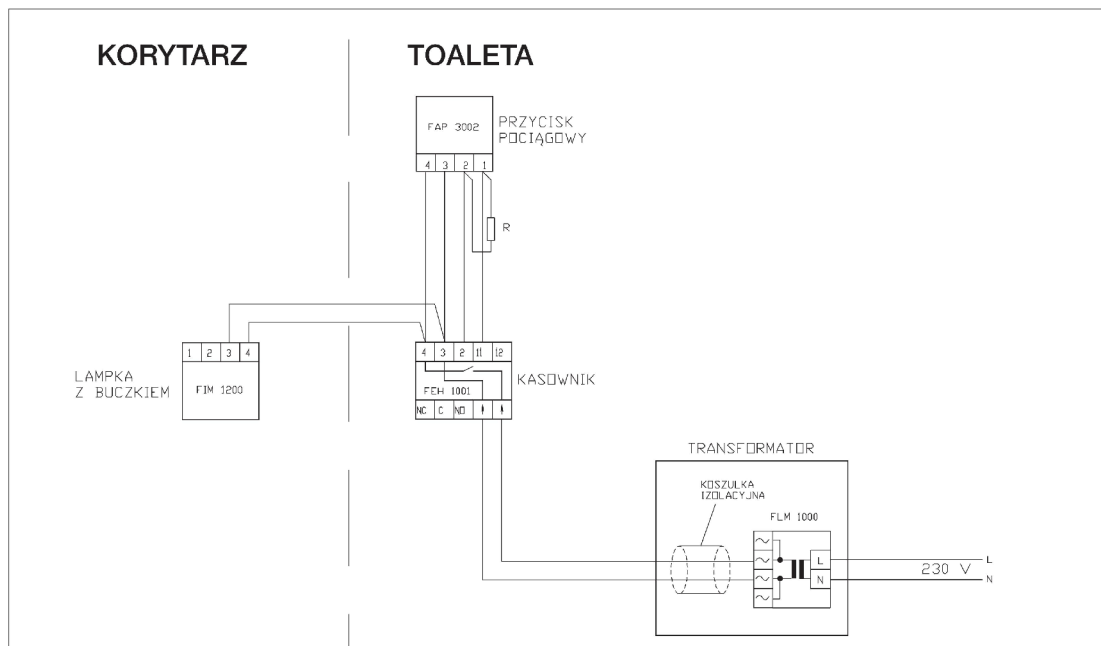 KORYTARZ
TOALETA
FAP 3002
PRZYCISK
POCIĄGOWY
4 3 2 1
R
1 2 3 4
FIM 1200
LAMPKA
Z BUCZKIEM
4 3 2 11 12
FEH 1001
KASOWNIK
NC C NO
TRANSFORMATOR
KOSZULKA
IZOLACYJNA
FLM 1000
~
~
~
~
L
N
230 V
L
N